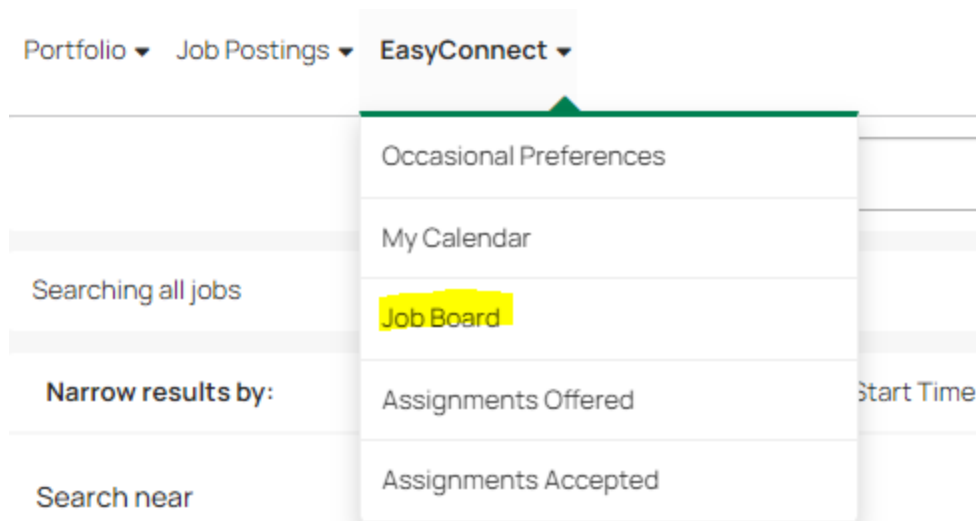 Portfolio Job Postings EasyConnect
Occasional Preferences
My Calendar
Searching all jobs
Job Board
Narrow results by:
Assignments Offered
Start Time
Assignments Accepted
Search near